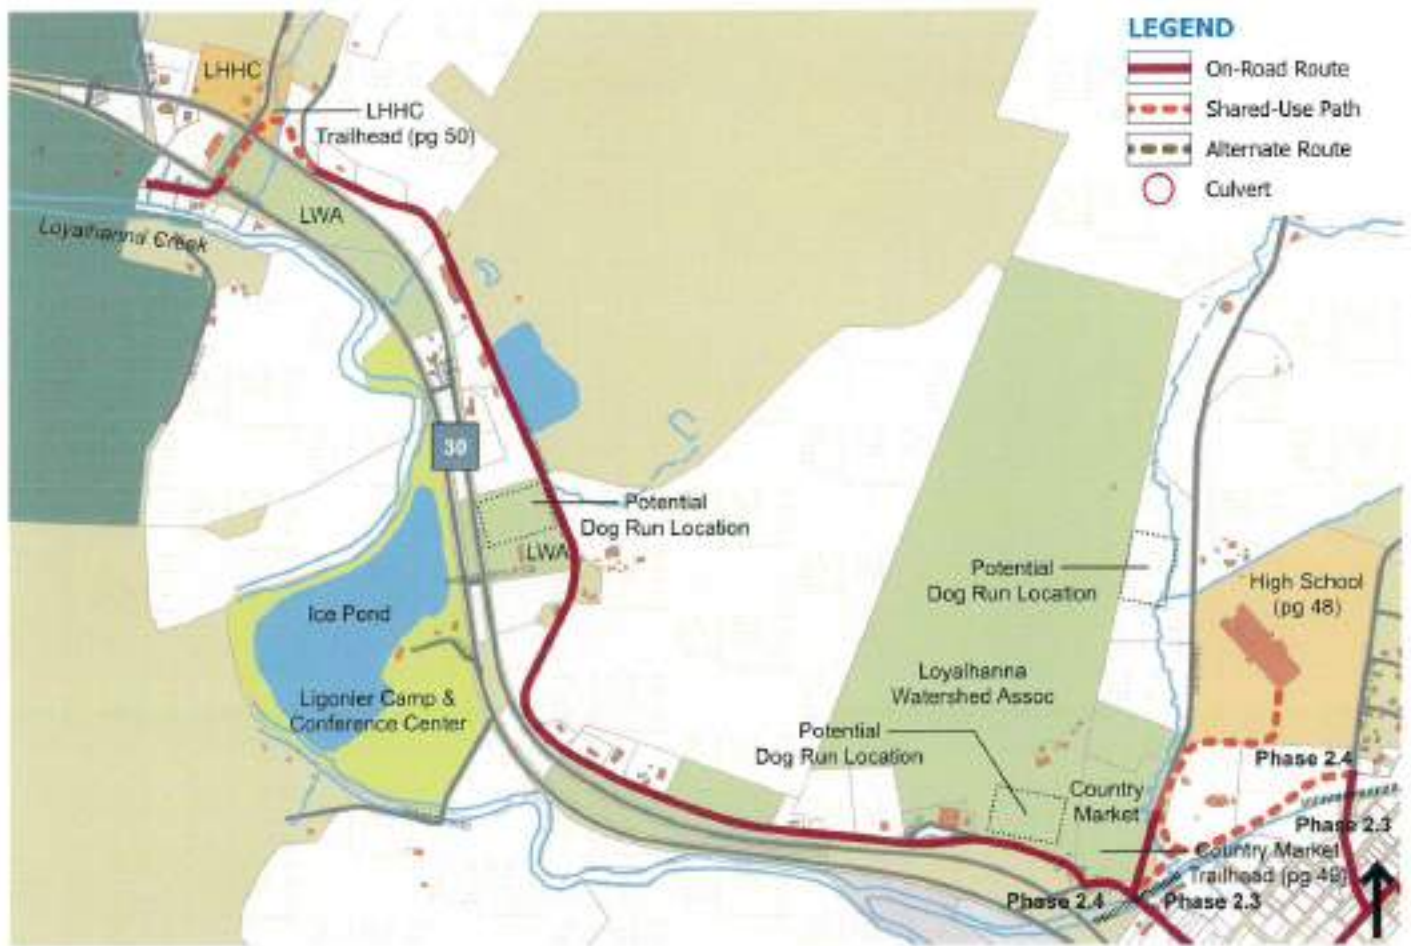 LEGEND
On-Road Route
Shared-Use Path
Alternate Route
Culvert
LHHC
LHHC
Trailhead (pg 50)
LWA
Loyalhanna Creek
30
Potential
Dog Run Location
LWA
Ice Pond
Ligonier Camp &
Conference Center
Potential
Dog Run Location
High School
(pg 48)
Loyalhanna
Watershed Assoc
Potential
Dog Run Location
Country
Market
Phase 2.4
Phase 2.3
Country Market
Trailhead (pg 49)
Phase 2.4
Phase 2.3